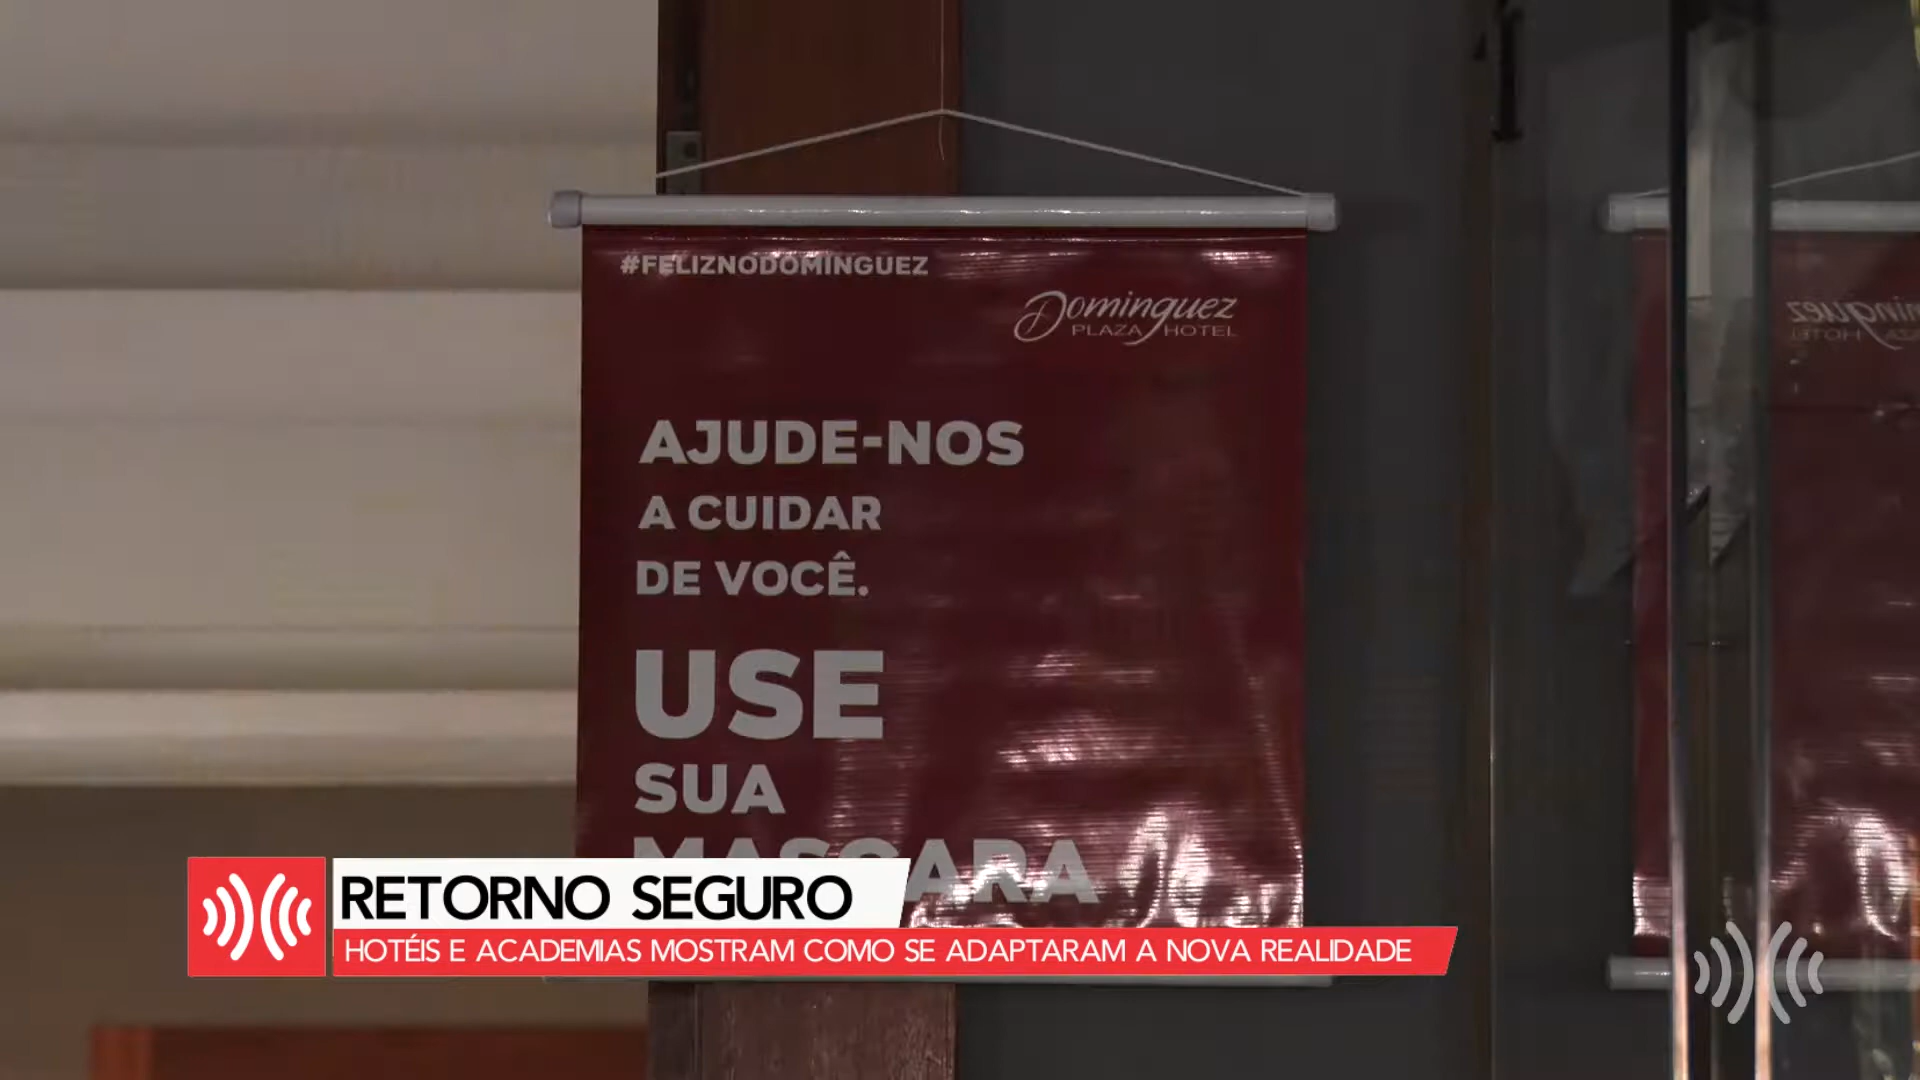 #FELIZNODOMINGUEZ
Dominguez
PLAZA HOTEL
AJUDE-NOS
A CUIDAR
DE VOCÊ.
USE
SUA
MASCARA
RETORNO SEGURO
HOTÉIS E ACADEMIAS MOSTRAM COMO SE ADAPTARAM A NOVA REALIDADE